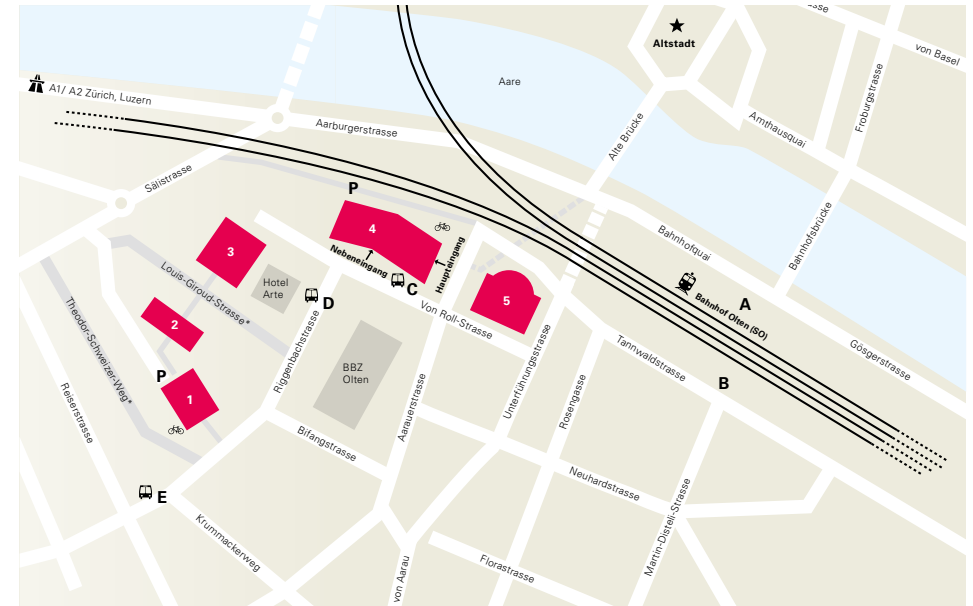 sse
von Basel
Altstadt
Aare
A1/ A2 Zürich, Luzern
Aarburgerstrasse
Alte Brücke
Amthausquai
Froburgstrasse
Sälistrasse
P
4
Nebeneingang
Haupteingang
C
3
Hotel
Arte
D
5
Bahnhofquai
Bahnhofsbrücke
A
Bahnhof Olten (SO)
Gösgerstrasse
Louis-Giroud-Strasse*
2
Von Roll-Strasse
Tannwaldstrasse
B
Theodor-Schweizer-Weg*
Riggenbachstrasse
BBZ
Olten
Unterführungsstrasse
P
1
Reiserstrasse
Aarauerstrasse
Rosengasse
Bifangstrasse
Neuhardstrasse
E
Krummackerweg
Martin-Disteli-Strasse
von Aarau
Florastrasse